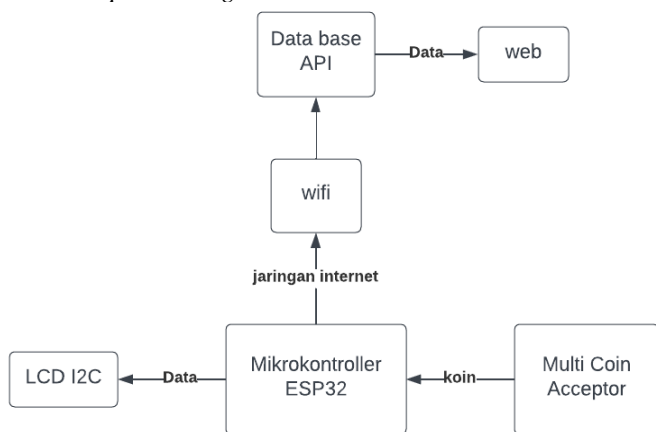 Data base
API
Data
web
wifi
jaringan internet
LCD I2C
Data
Mikrokontroller
ESP32
koin
Multi Coin
Acceptor